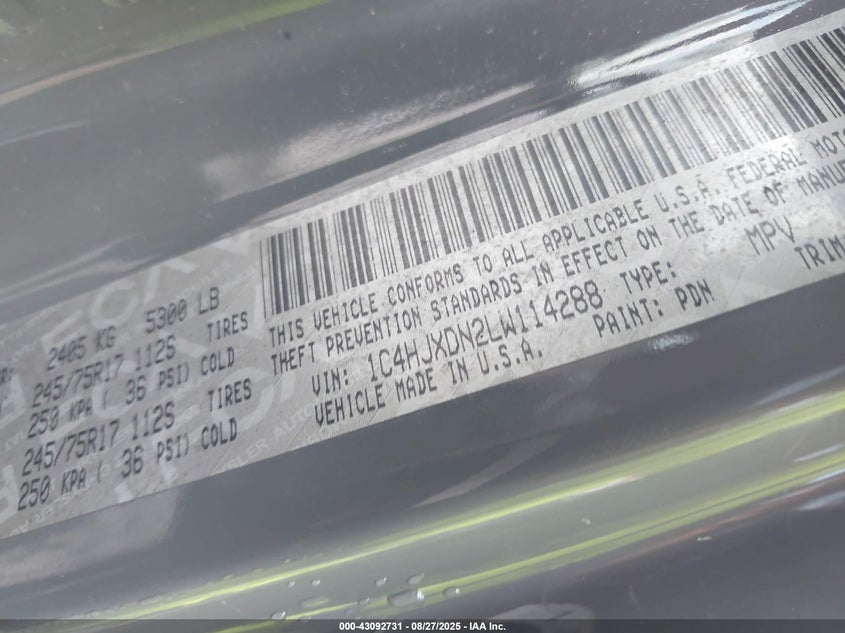 2405 KG 5300 LB
245/75R17 112S TIRES
250 KPA ( 36 PSI) COLD
245/75R17 112S TIRES
250 KPA ( 36 PSI) COLD
THIS VEHICLE CONFORMS TO ALL APPLICABLE U.S.A. FEDERAL
THEFT PREVENTION STANDARDS IN EFFECT ON THE DATE OF
VIN: 1C4HJXDN2LW114288 TYPE: MPV
VEHICLE MADE IN U.S.A. PAINT: PDN TRIM
000-43092731 - 08/27/2025 - IAA Inc.